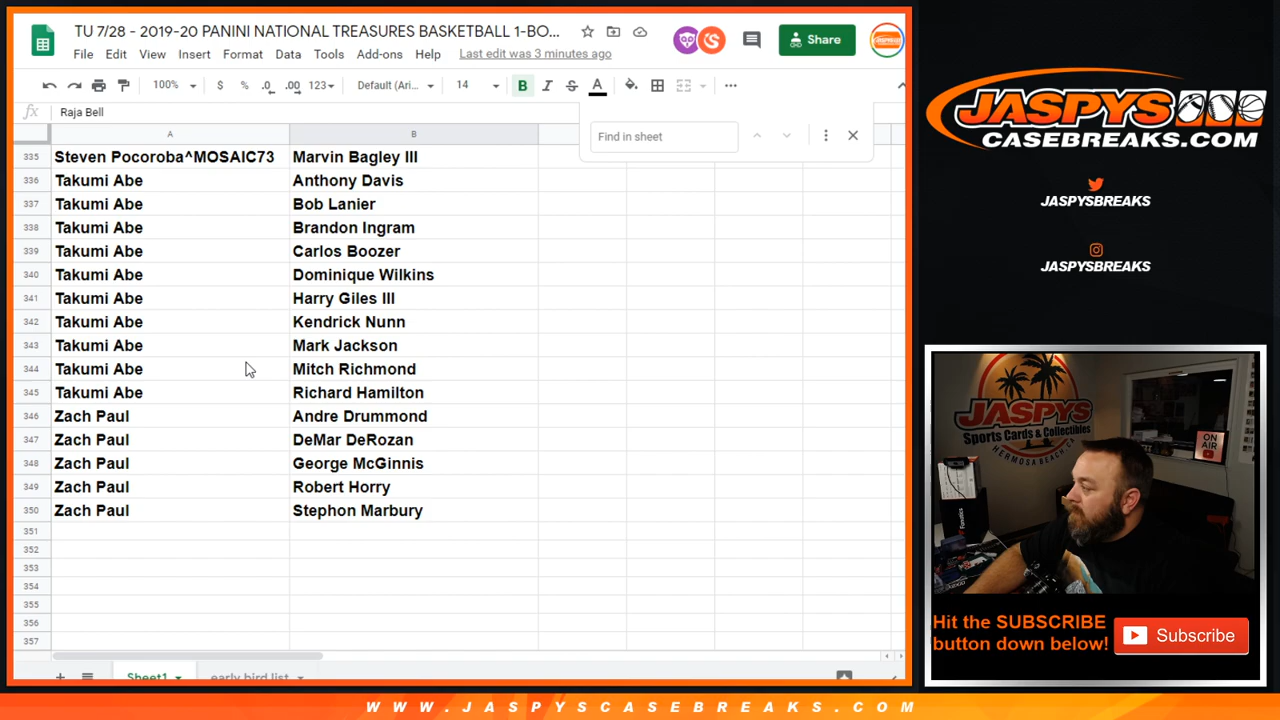 TU 7/28 - 2019-20 PANINI NATIONAL TREASURES BASKETBALL 1-BO...
File Edit View Insert Format Data Tools Add-ons Help Last edit was 3 minutes ago
Share
100% $ % .0 .00 123 Default (Ari... 14 B I S A
fx Raja Bell
Find in sheet
A B
335 Steven Pocoroba^MOSAIC73 Marvin Bagley III
336 Takumi Abe Anthony Davis
337 Takumi Abe Bob Lanier
338 Takumi Abe Brandon Ingram
339 Takumi Abe Carlos Boozer
340 Takumi Abe Dominique Wilkins
341 Takumi Abe Harry Giles III
342 Takumi Abe Kendrick Nunn
343 Takumi Abe Mark Jackson
344 Takumi Abe Mitch Richmond
345 Takumi Abe Richard Hamilton
346 Zach Paul Andre Drummond
347 Zach Paul DeMar DeRozan
348 Zach Paul George McGinnis
349 Zach Paul Robert Horry
350 Zach Paul Stephon Marbury
351
352
353
354
355
356
357
Sheet1 early bird list
JASPYS
CASEBREAKS.COM
JASPYSBREAKS
JASPYSBREAKS
JASPYS
Sports Cards & Collectibles
HERMOSA BEACH, CA
ON AIR
Fanatics
Hit the SUBSCRIBE
button down below!
Subscribe
WWW.JASPYSCASEBREAKS.COM